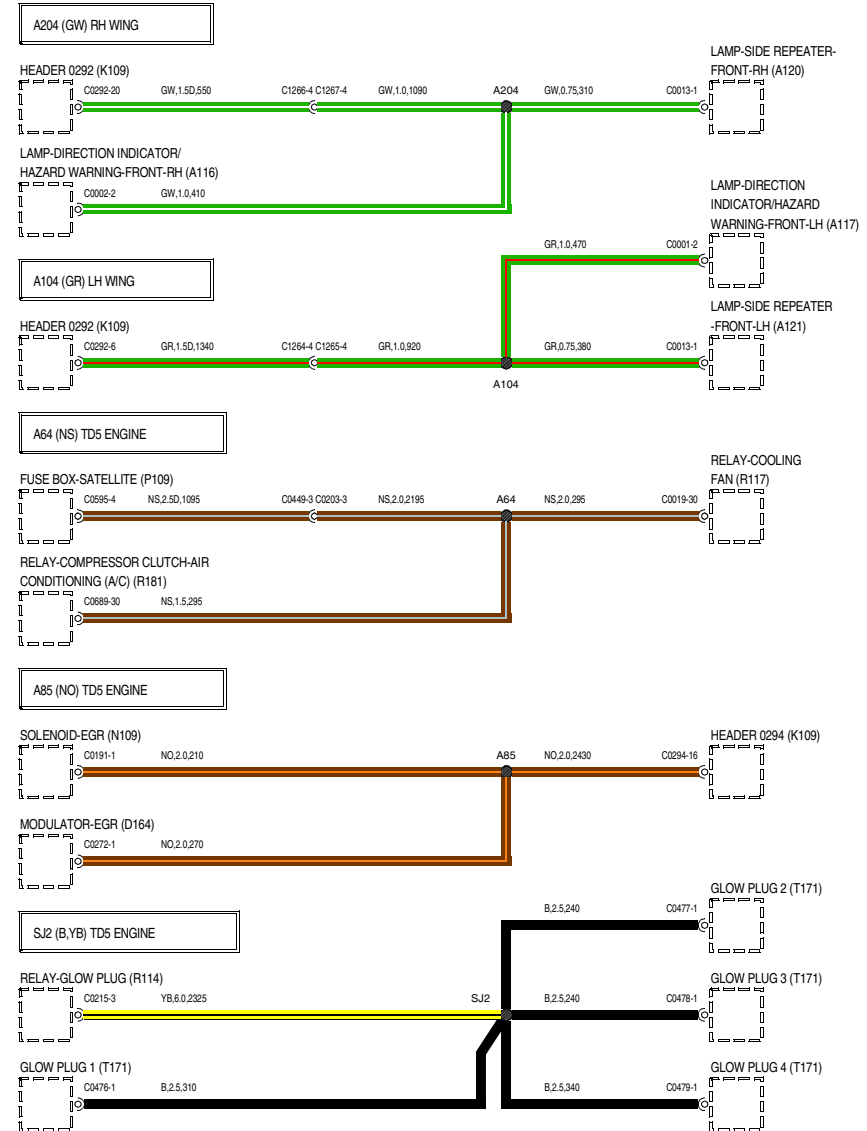 A204 (GW) RH WING
LAMP-SIDE REPEATER-
FRONT-RH (A120)
HEADER 0292 (K109)
C0292-20 GW,1.5D,550 C1266-4 C1267-4 GW,1.0,1090 A204 GW,0.75,310 C0013-1
LAMP-DIRECTION INDICATOR/
HAZARD WARNING-FRONT-RH (A116)
C0002-2 GW,1.0,410
LAMP-DIRECTION
INDICATOR/HAZARD
WARNING-FRONT-LH (A117)
GR,1.0,470 C0001-2
A104 (GR) LH WING
LAMP-SIDE REPEATER
-FRONT-LH (A121)
HEADER 0292 (K109)
C0292-6 GR,1.5D,1340 C1264-4 C1265-4 GR,1.0,920 GR,0.75,380 C0013-1
A104
A64 (NS) TD5 ENGINE
RELAY-COOLING
FAN (R117)
FUSE BOX-SATELLITE (P109)
C0595-4 NS,2.5D,1095 C0449-3 C0203-3 NS,2.0,2195 A64 NS,2.0,295 C0019-30
RELAY-COMPRESSOR CLUTCH-AIR
CONDITIONING (A/C) (R181)
C0689-30 NS,1.5,295
A85 (NO) TD5 ENGINE
SOLENOID-EGR (N109) HEADER 0294 (K109)
C0191-1 NO,2.0,210 A85 NO,2.0,2430 C0294-16
MODULATOR-EGR (D164)
C0272-1 NO,2.0,270
GLOW PLUG 2 (T171)
B,2.5,240 C0477-1
SJ2 (B,YB) TD5 ENGINE
RELAY-GLOW PLUG (R114) GLOW PLUG 3 (T171)
C0215-3 YB,6.0,2325 SJ2 B,2.5,240 C0478-1
GLOW PLUG 1 (T171) GLOW PLUG 4 (T171)
C0476-1 B,2.5,310 B,2.5,340 C0479-1